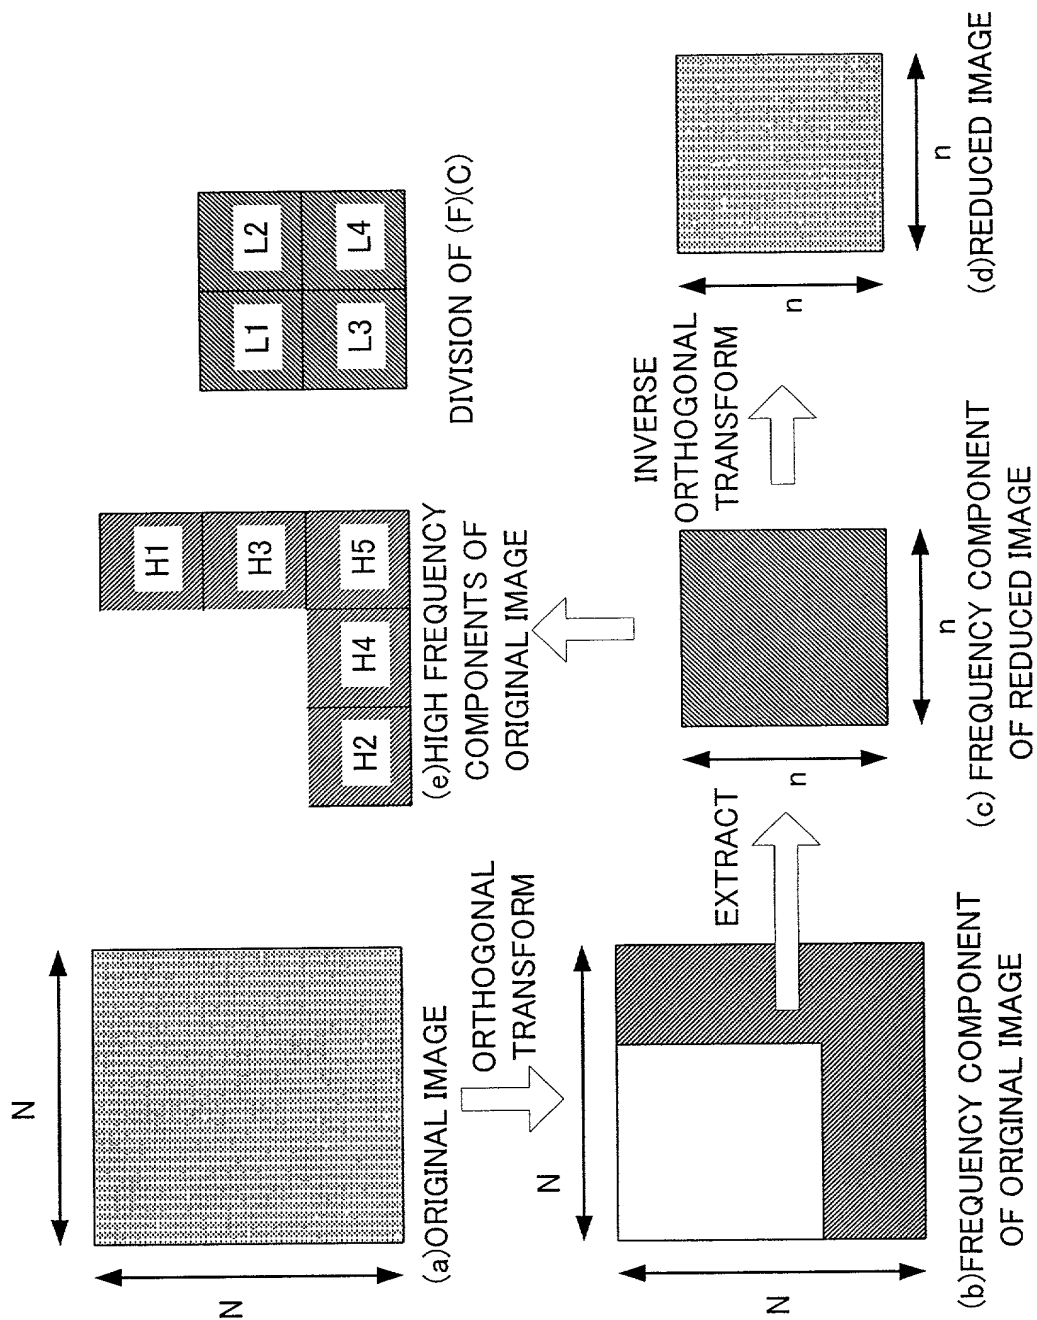 N
N
(a)ORIGINAL IMAGE
ORTHOGONAL
TRANSFORM
N
N
(b)FREQUENCY COMPONENT
OF ORIGINAL IMAGE
EXTRACT
H1
H3
H2
H4
H5
(e)HIGH FREQUENCY
COMPONENTS OF
ORIGINAL IMAGE
n
n
(c) FREQUENCY COMPONENT
OF REDUCED IMAGE
L1
L2
L3
L4
DIVISION OF (F)(C)
INVERSE
ORTHOGONAL
TRANSFORM
n
n
(d)REDUCED IMAGE